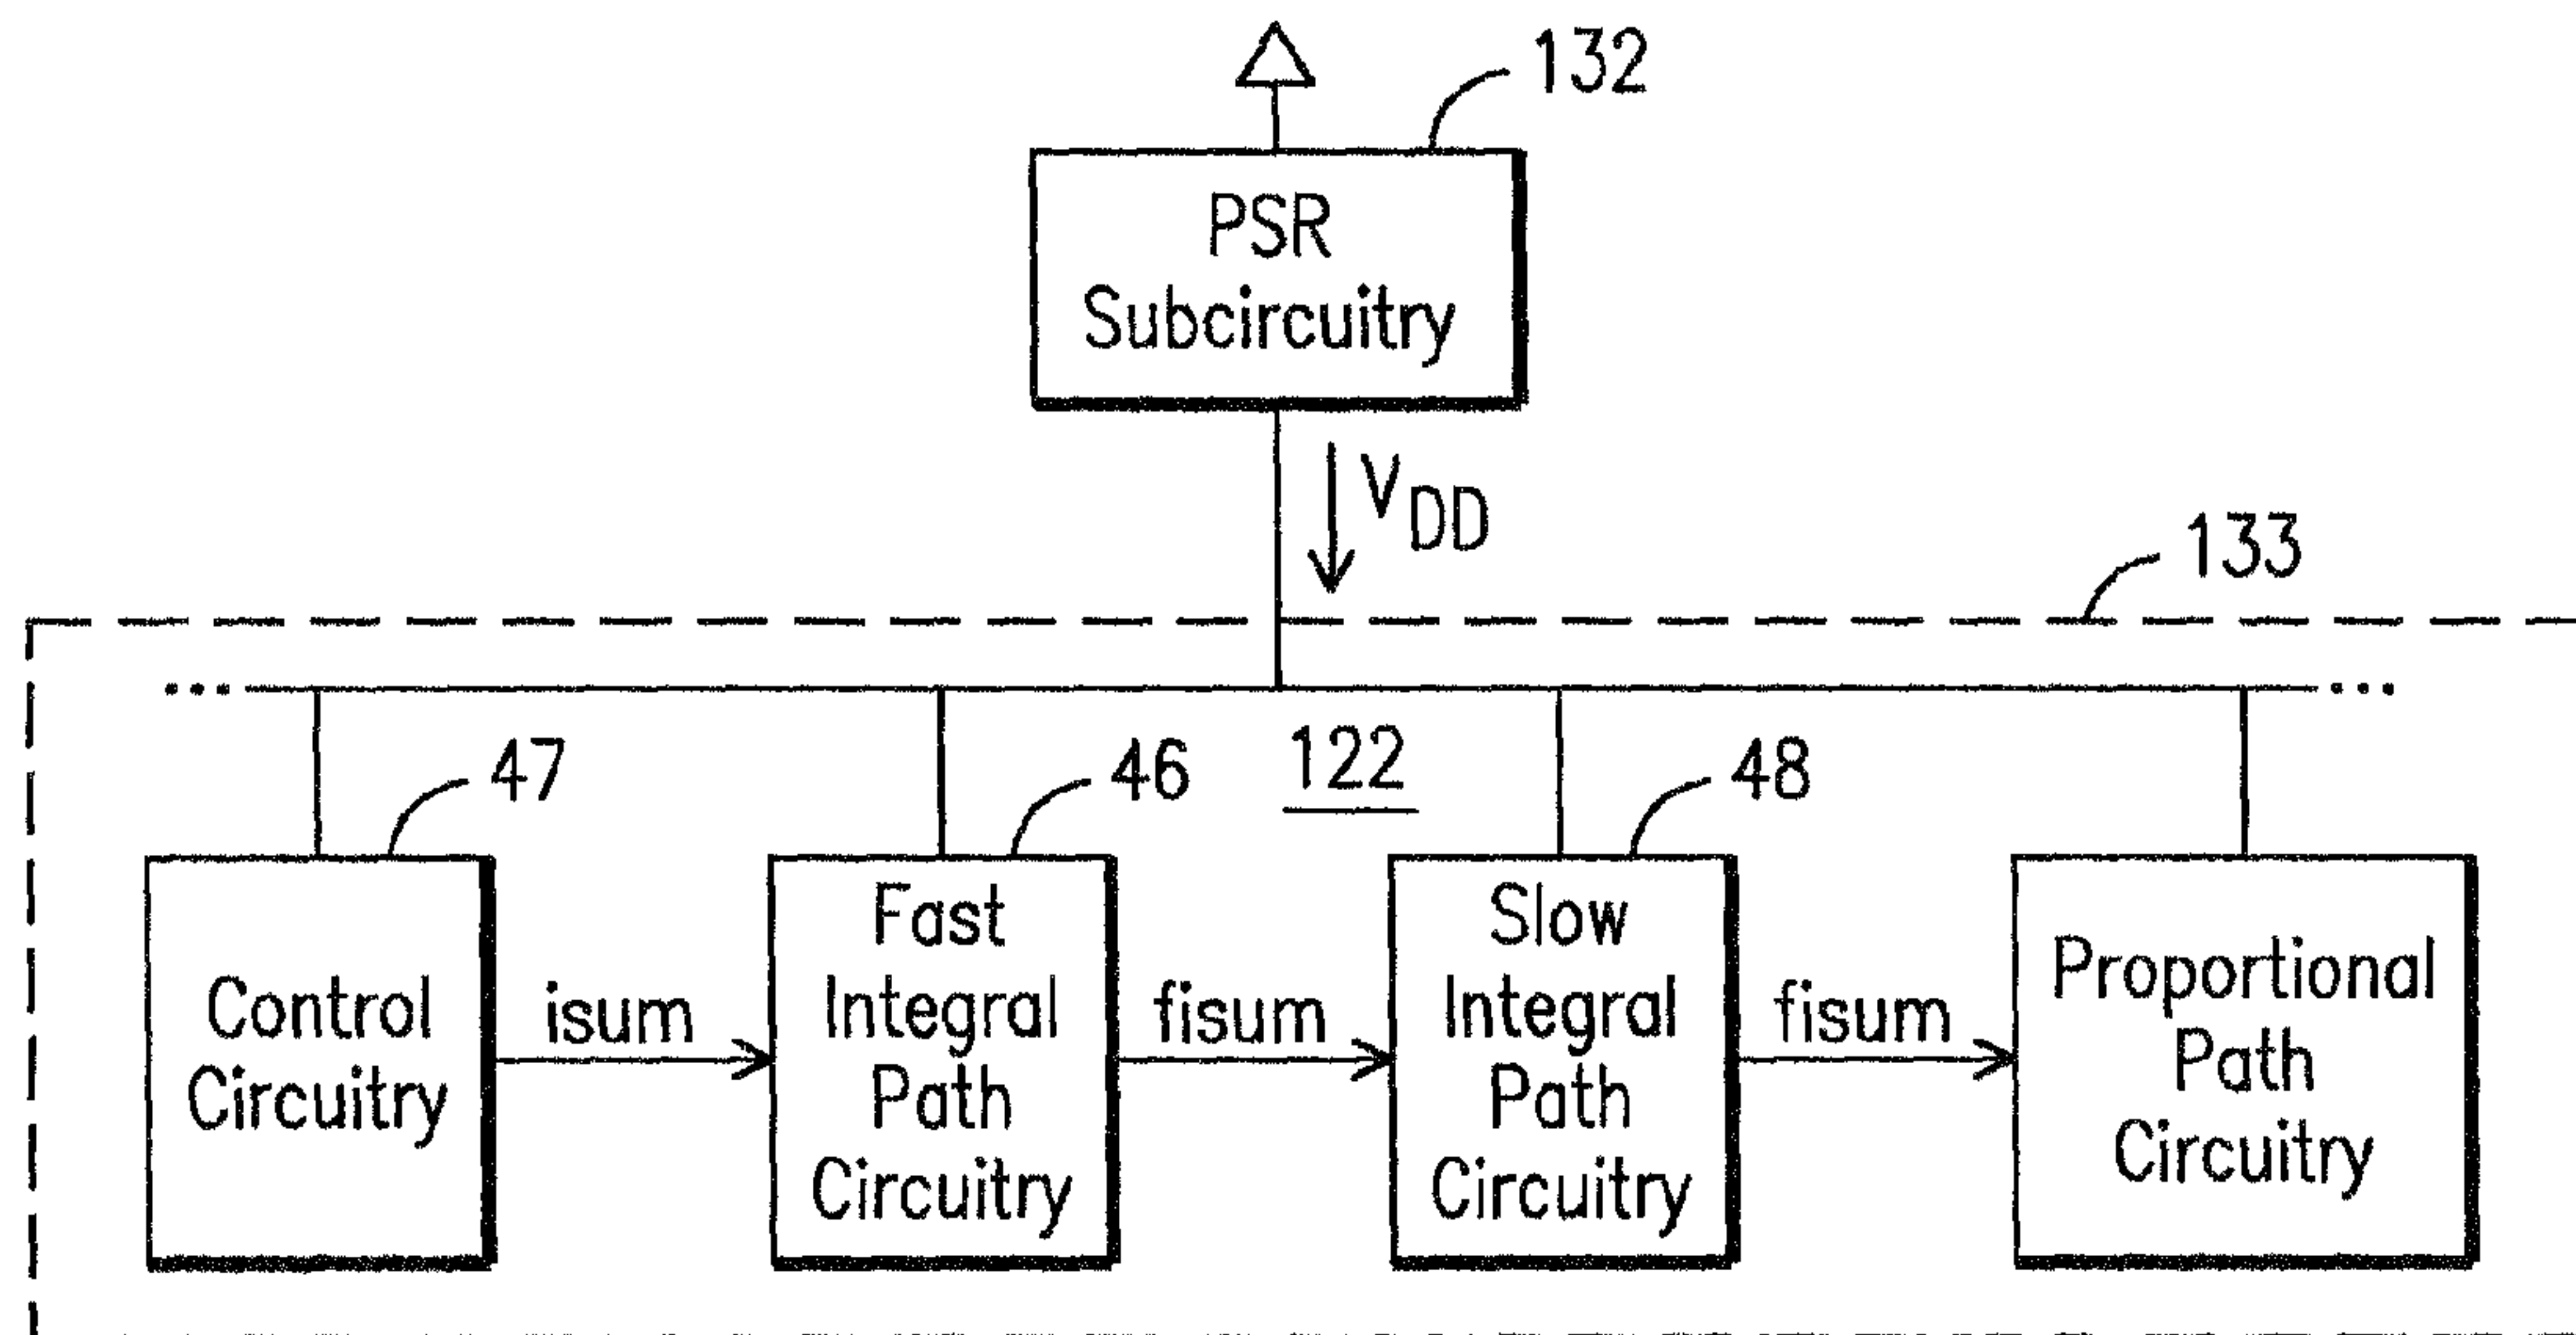 132
PSR
Subcircuitry
VDD
133
47
46
122
48
Control
Circuitry
isum
Fast
Integral
Path
Circuitry
fisum
Slow
Integral
Path
Circuitry
fisum
Proportional
Path
Circuitry